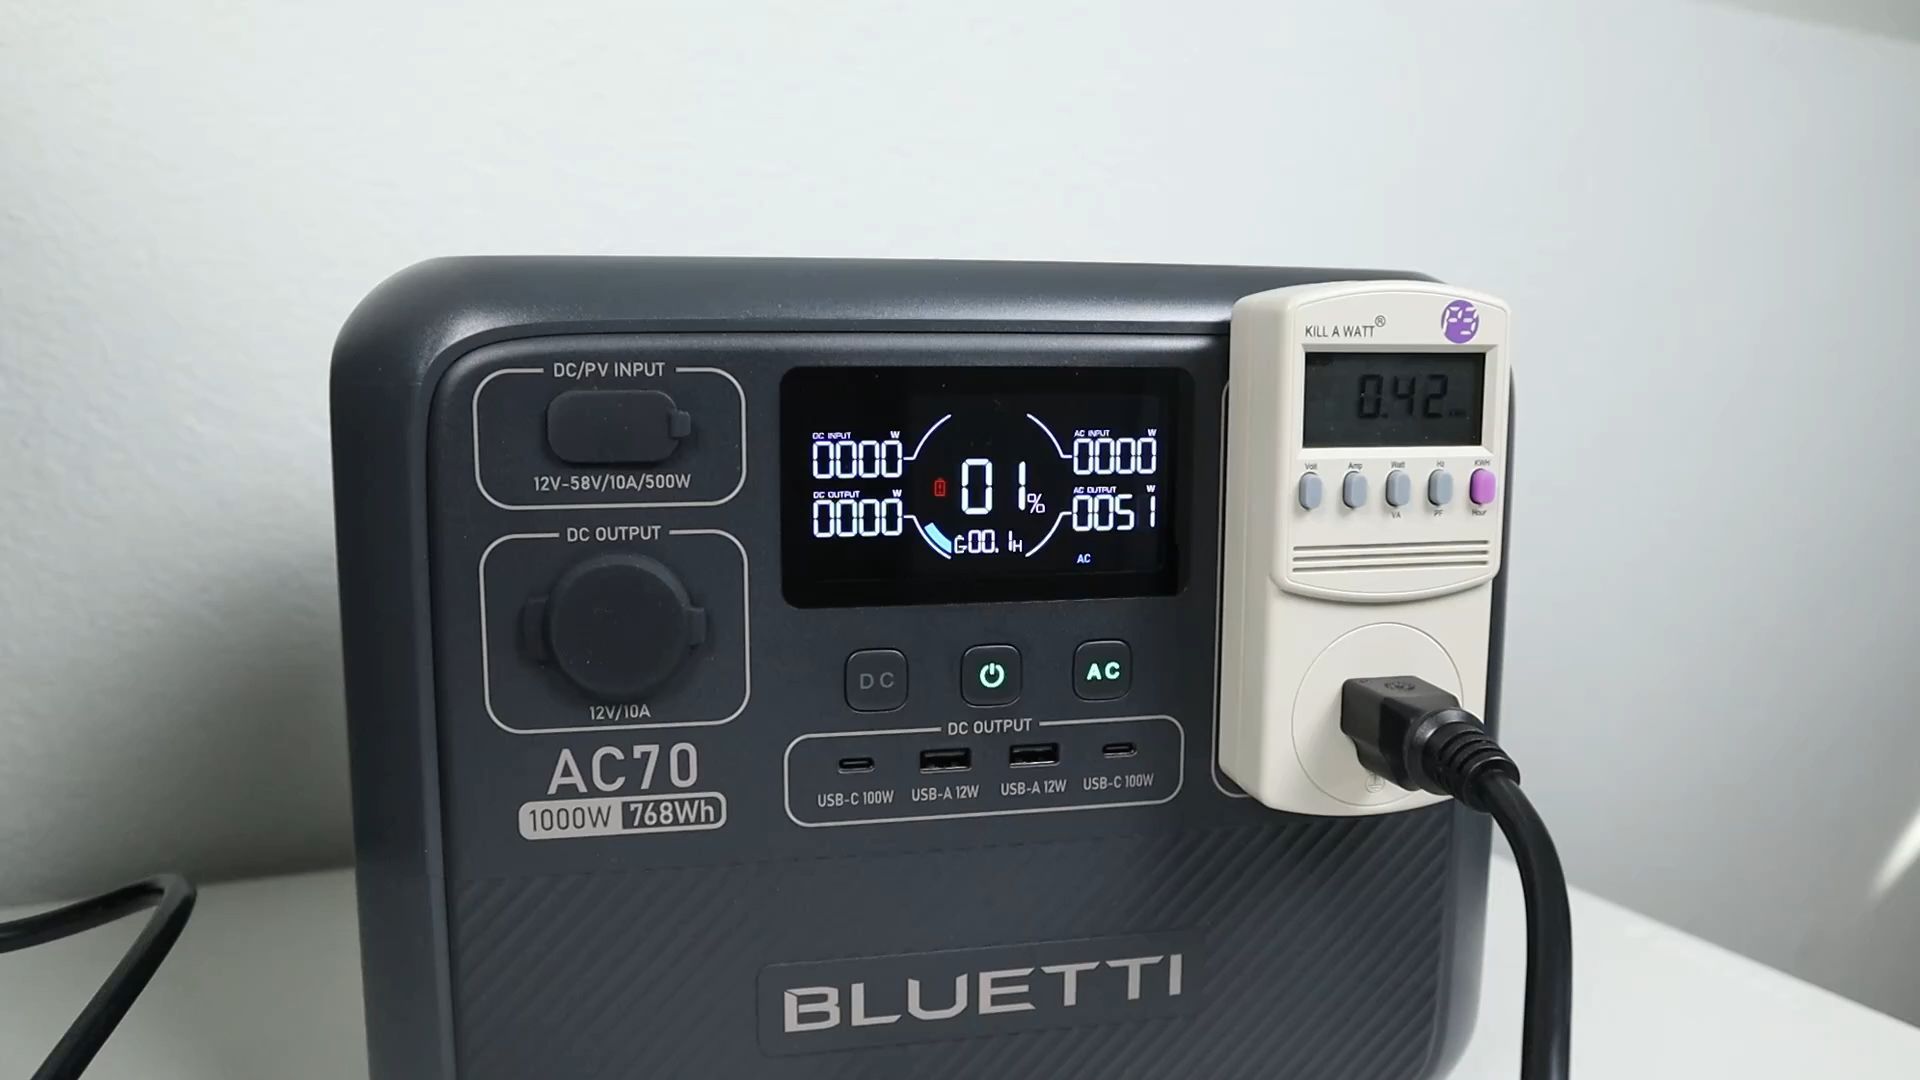 DC/PV INPUT
12V-58V/10A/500W
DC OUTPUT
12V/10A
AC70
1000W 768Wh
DC INPUT W
0000
DC OUTPUT W
0000
01%
00.1H
AC INPUT W
0000
AC OUTPUT W
0051
AC
DC
AC
DC OUTPUT
USB-C 100W
USB-A 12W
USB-A 12W
USB-C 100W
BLUETTI
KILL A WATT®
P3
0.42
Volt Amp Watt Hz KWH
VA PF Hour